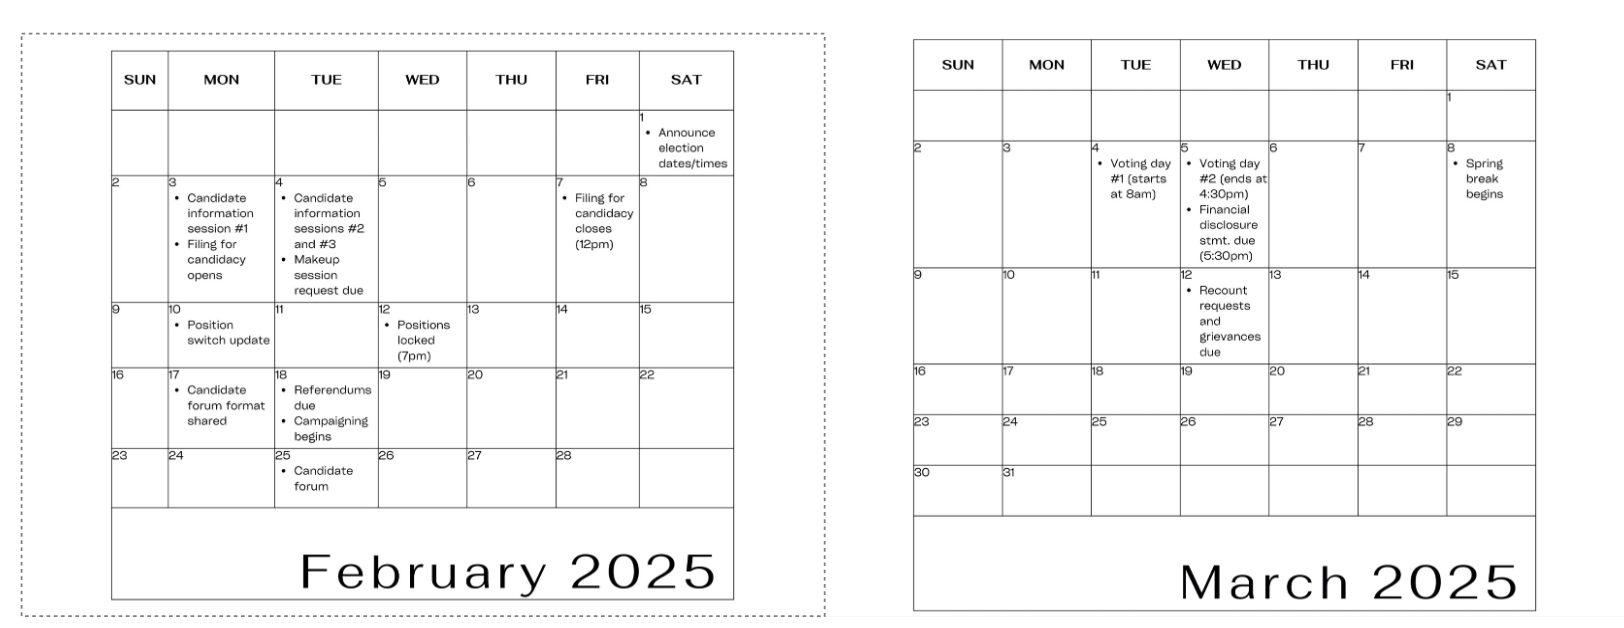 SUN MON TUE WED THU FRI SAT
1
• Announce
election
dates/times
2
3
• Candidate
information
session #1
• Filing for
candidacy
opens
4
• Candidate
information
sessions #2
and #3
• Makeup
session
request due
5
6
7
• Filing for
candidacy
closes
(12pm)
8
9
10
• Position
switch update
11
12
• Positions
locked
(7pm)
13
14
15
16
17
• Candidate
forum format
shared
18
• Referendums
due
• Campaigning
begins
19
20
21
22
23
24
25
• Candidate
forum
26
27
28
February 2025
SUN MON TUE WED THU FRI SAT
1
2
3
4
• Voting day
#1 (starts
at 8am)
5
• Voting day
#2 (ends at
4:30pm)
• Financial
disclosure
stmt. due
(5:30pm)
6
7
8
• Spring
break
begins
9
10
11
12
• Recount
requests
and
grievances
due
13
14
15
16
17
18
19
20
21
22
23
24
25
26
27
28
29
30
31
March 2025